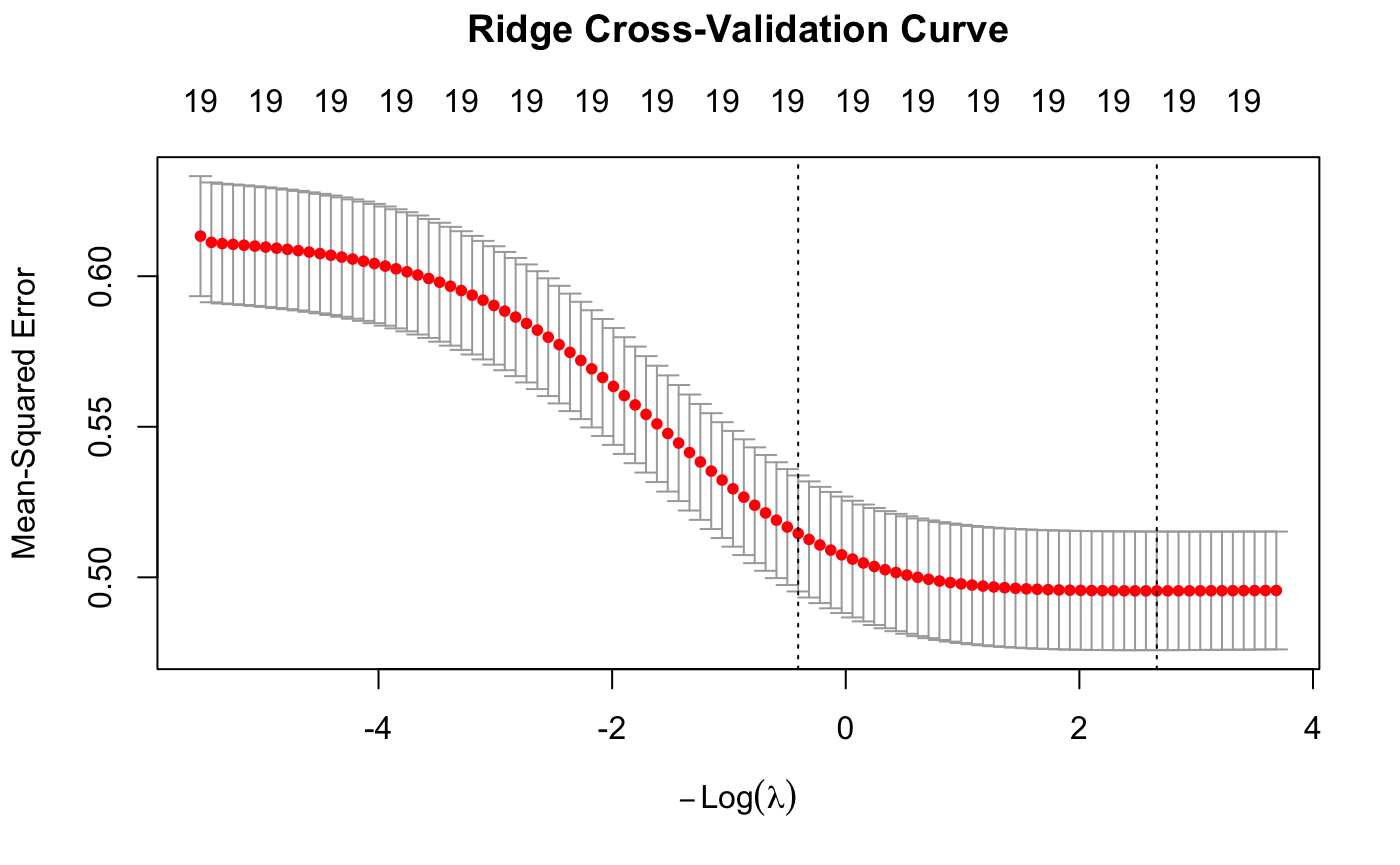 Ridge Cross-Validation Curve
19 19 19 19 19 19 19 19 19 19 19 19 19 19 19 19 19
Mean-Squared Error
0.60
0.55
0.50
-4 -2 0 2 4
−Log(λ)